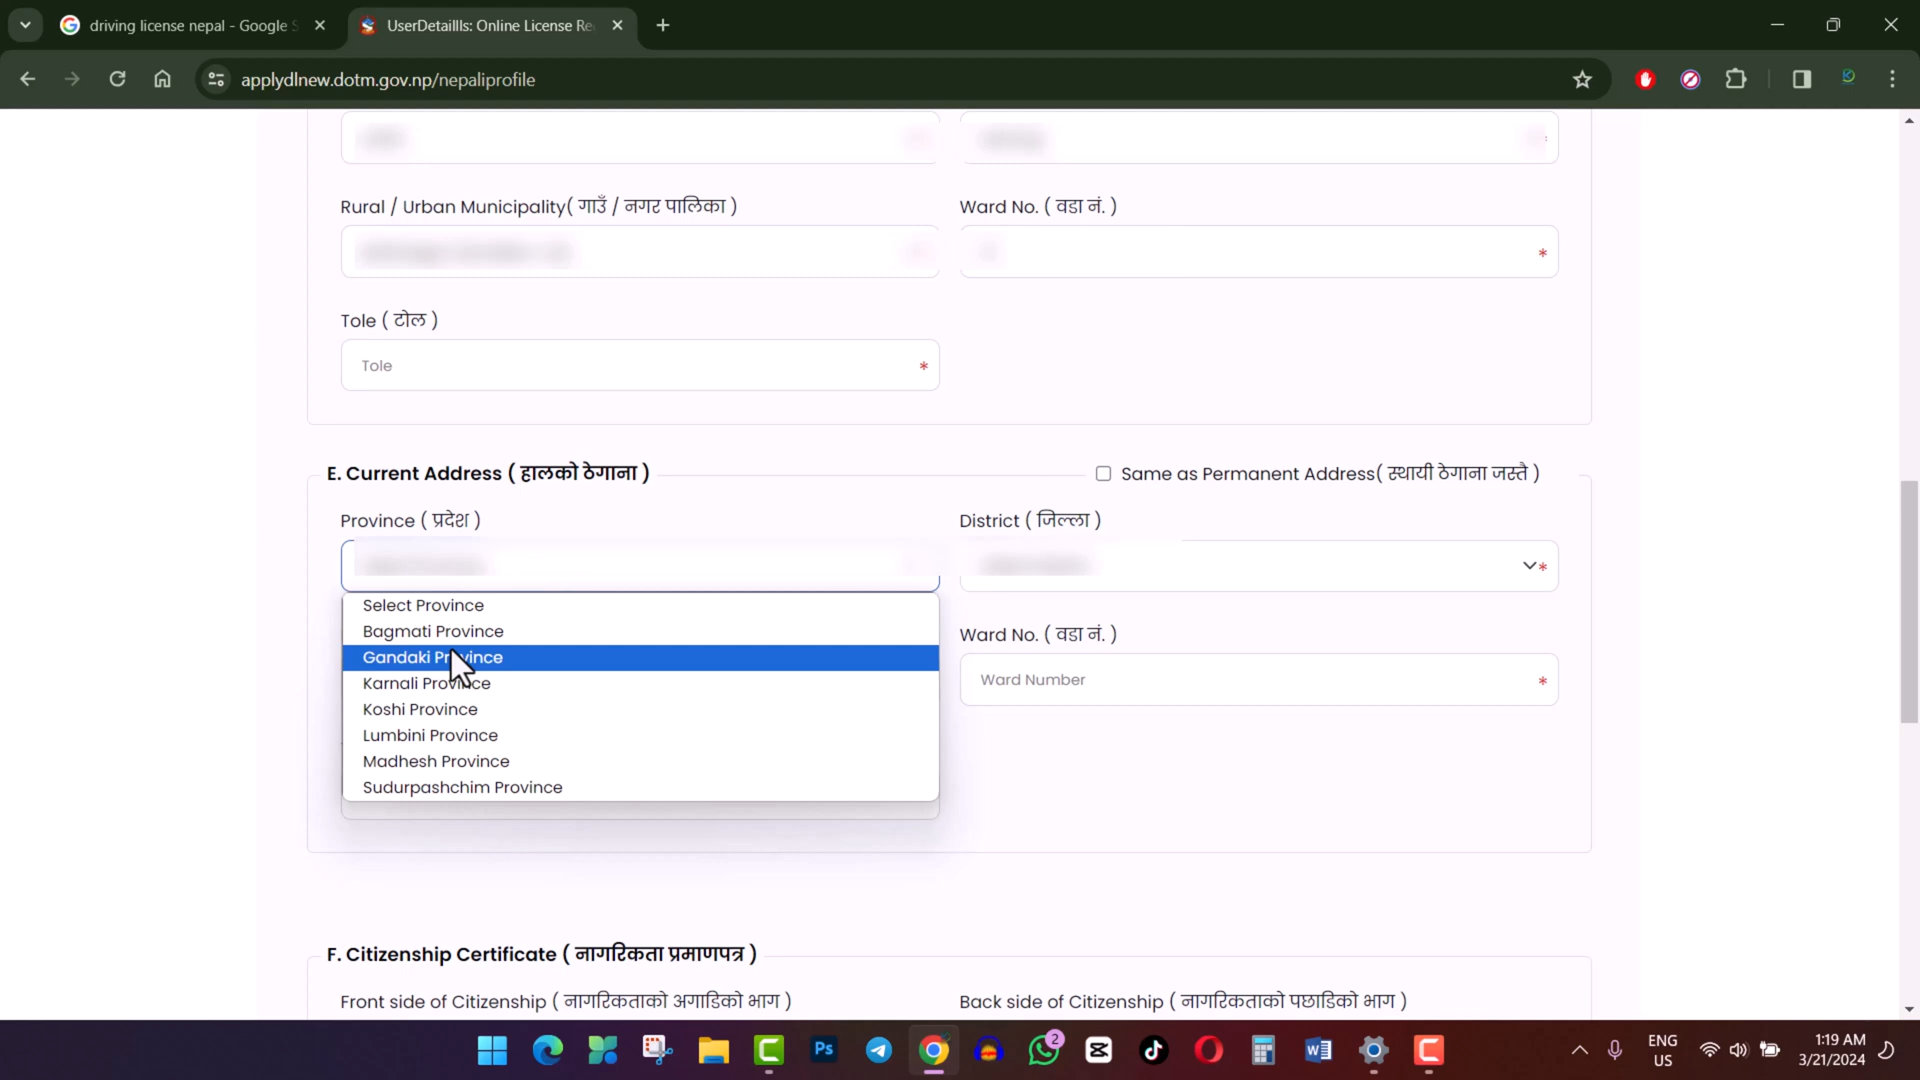 driving license nepal - Google S
UserDetaillls: Online License Re
applydlnew.dotm.gov.np/nepaliprofile
Rural / Urban Municipality( गाउँ / नगर पालिका )
Ward No. ( वडा नं. )
*
Tole ( टोल )
Tole *
E. Current Address ( हालको ठेगाना )
Same as Permanent Address( स्थायी ठेगाना जस्तै )
Province ( प्रदेश )
District ( जिल्ला )
*
Select Province
Bagmati Province
Gandaki Province
Karnali Province
Koshi Province
Lumbini Province
Madhesh Province
Sudurpashchim Province
Ward No. ( वडा नं. )
Ward Number *
F. Citizenship Certificate ( नागरिकता प्रमाणपत्र )
Front side of Citizenship ( नागरिकताको अगाडिको भाग )
Back side of Citizenship ( नागरिकताको पछाडिको भाग )
Ps
2
ENG
US
1:19 AM
3/21/2024